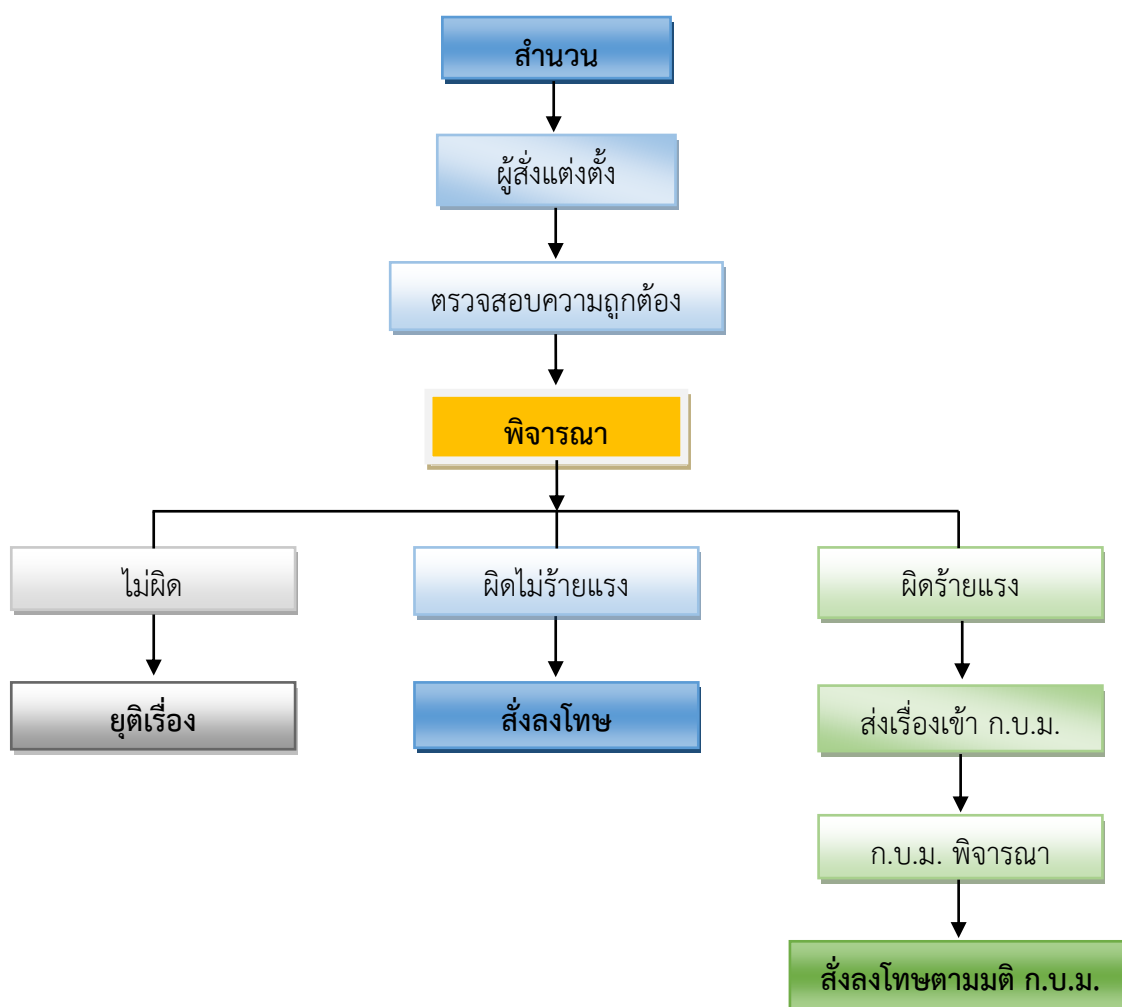 สำนวน
ผู้สั่งแต่งตั้ง
ตรวจสอบความถูกต้อง
พิจารณา
ไม่ผิด
ผิดไม่ร้ายแรง
ผิดร้ายแรง
ยุติเรื่อง
สั่งลงโทษ
ส่งเรื่องเข้า ก.บ.ม.
ก.บ.ม. พิจารณา
สั่งลงโทษตามมติ ก.บ.ม.